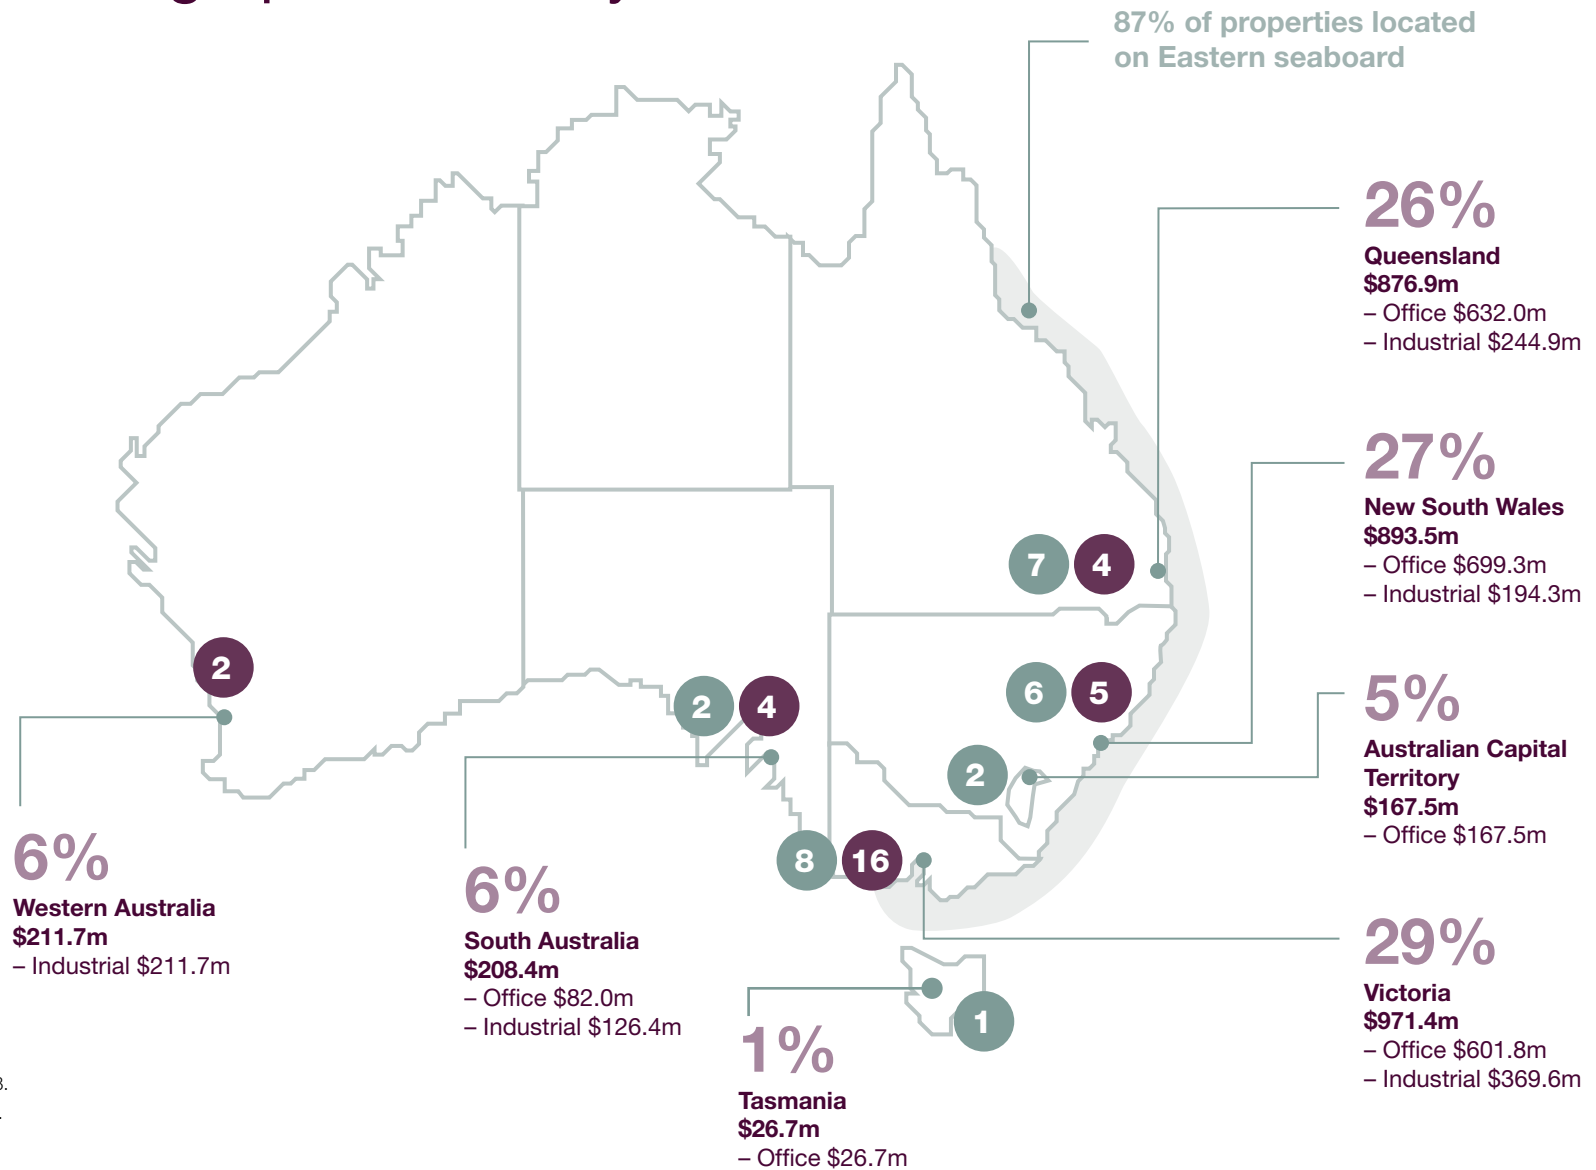 87% of properties located
on Eastern seaboard
26%
Queensland
$876.9m
– Office $632.0m
– Industrial $244.9m
27%
New South Wales
$893.5m
– Office $699.3m
– Industrial $194.3m
5%
Australian Capital
Territory
$167.5m
– Office $167.5m
29%
Victoria
$971.4m
– Office $601.8m
– Industrial $369.6m
7 4
6 5
2
2
2 4
8 16
1
6%
Western Australia
$211.7m
– Industrial $211.7m
6%
South Australia
$208.4m
– Office $82.0m
– Industrial $126.4m
1%
Tasmania
$26.7m
– Office $26.7m